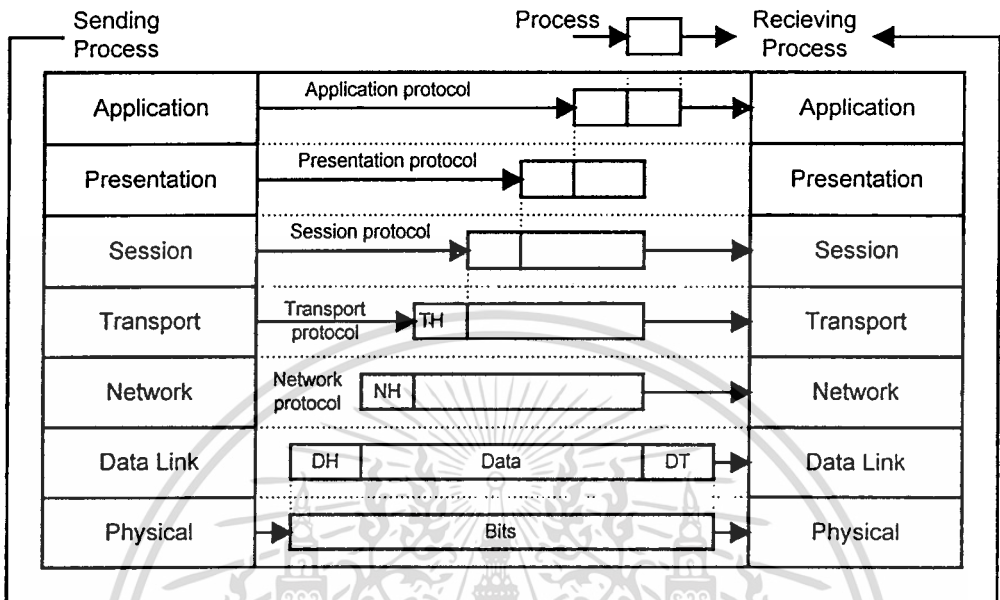 Sending
Process
Process
Recieving
Process
Application
Application protocol
Application
Presentation
Presentation protocol
Presentation
Session
Session protocol
Session
Transport
Transport
protocol
TH
Transport
Network
Network
protocol
NH
Network
Data Link
DH
Data
DT
Data Link
Physical
Bits
Physical